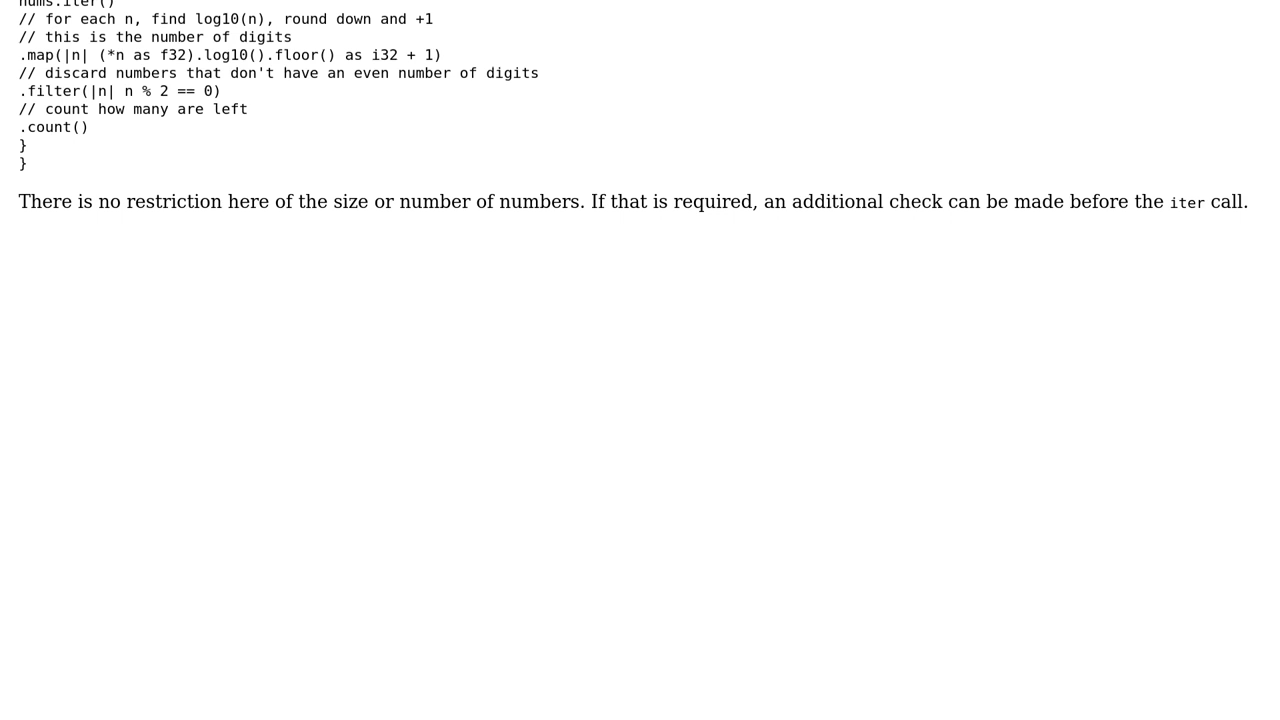 nums.iter()
// for each n, find log10(n), round down and +1
// this is the number of digits
.map(|n| (*n as f32).log10().floor() as i32 + 1)
// discard numbers that don't have an even number of digits
.filter(|n| n % 2 == 0)
// count how many are left
.count()
}
}
There is no restriction here of the size or number of numbers. If that is required, an additional check can be made before the iter call.